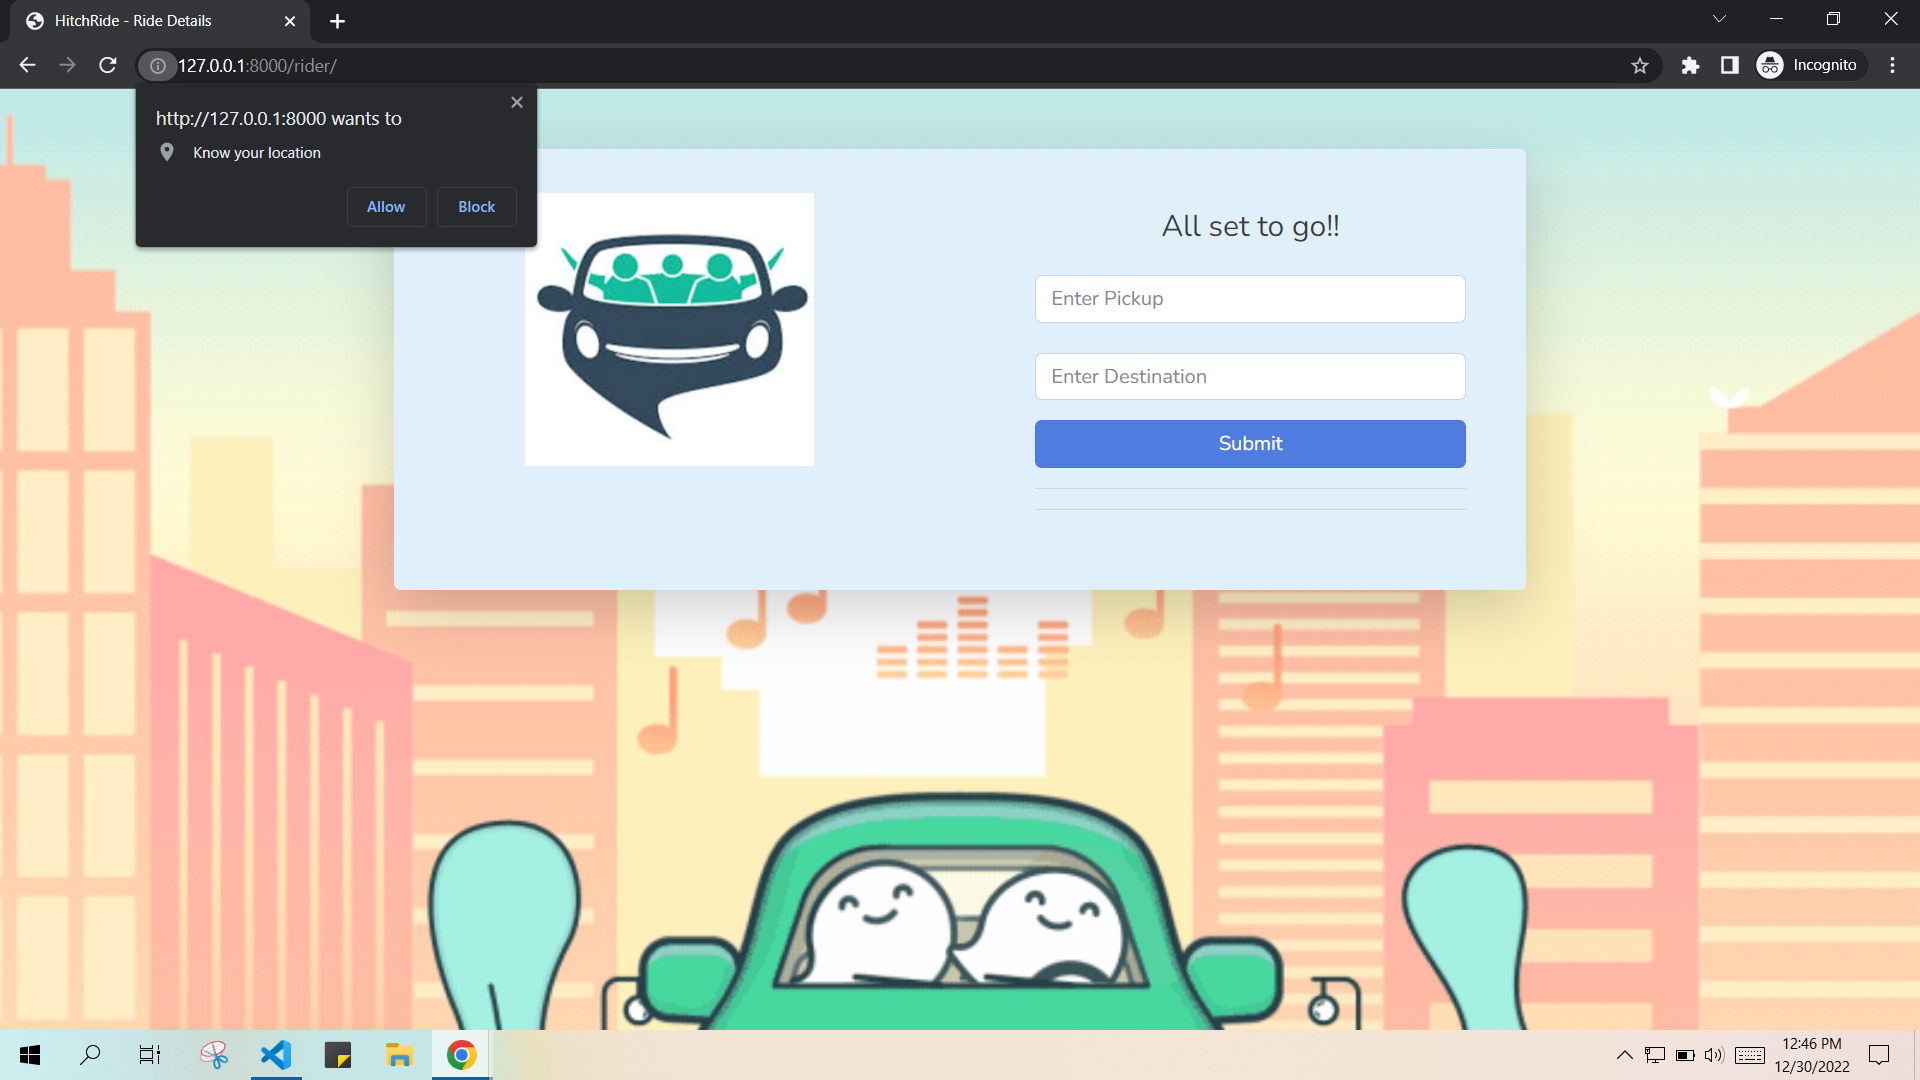 HitchRide - Ride Details
127.0.0.1:8000/rider/
Incognito
http://127.0.0.1:8000 wants to
Know your location
Allow
Block
All set to go!!
Enter Pickup
Enter Destination
Submit
12:46 PM
12/30/2022